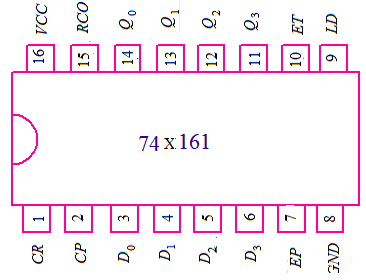 VCC RCO Q0 Q1 Q2 Q3 ET LD
16 15 14 13 12 11 10 9
74 x 161
1 2 3 4 5 6 7 8
CR CP D0 D1 D2 D3 EP GND